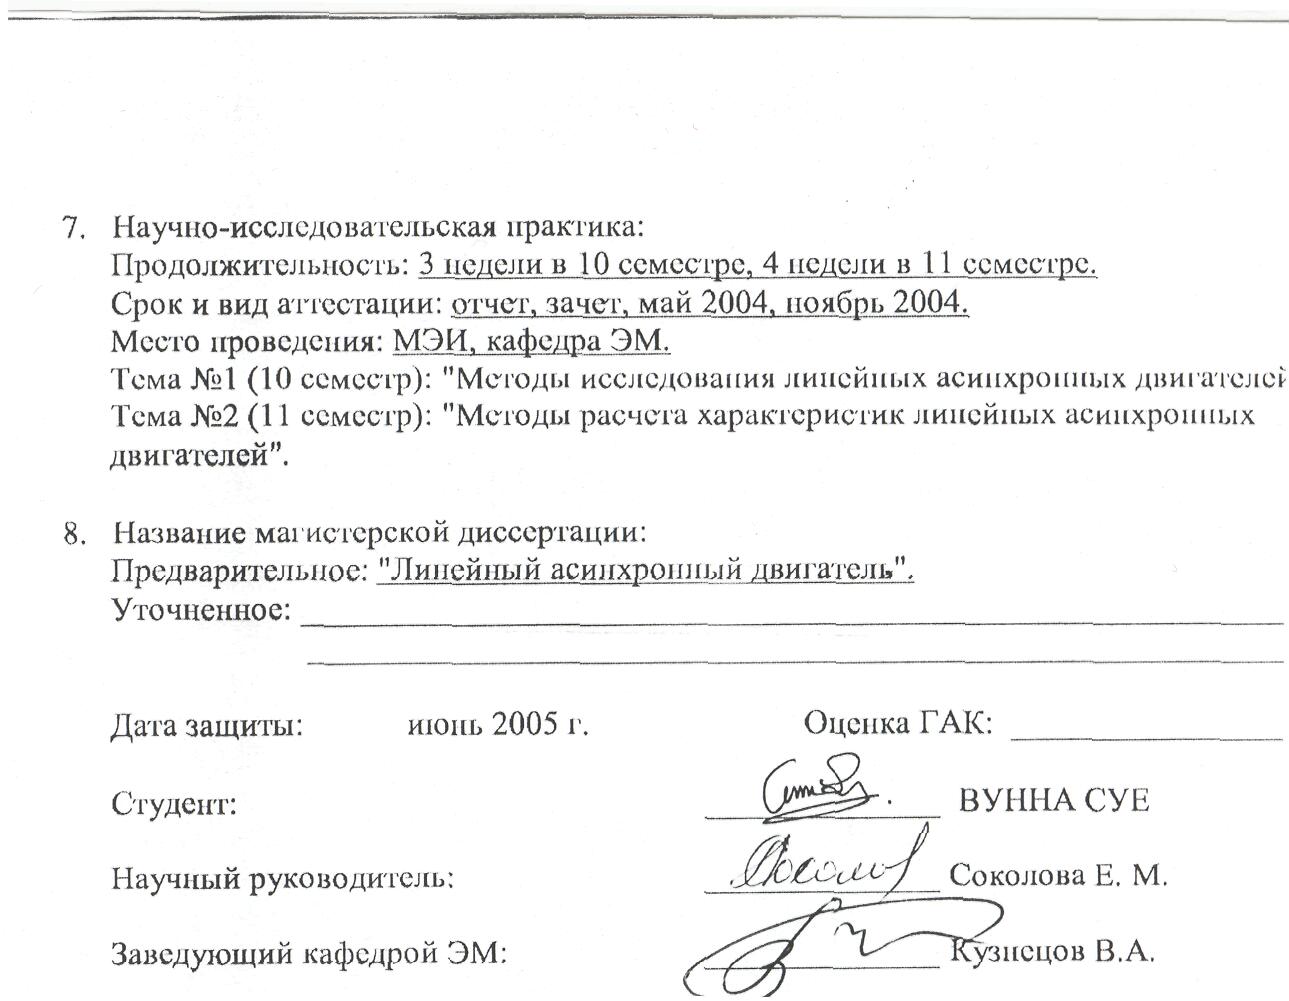 7. Научно-исследовательская практика:
Продолжительность: 3 недели в 10 семестре, 4 недели в 11 семестре.
Срок и вид аттестации: отчет, зачет, май 2004, ноябрь 2004.
Место проведения: МЭИ, кафедра ЭМ.
Тема №1 (10 семестр): "Методы исследования линейных асинхронных двигателей
Тема №2 (11 семестр): "Методы расчета характеристик линейных асинхронных
двигателей".
8. Название магистерской диссертации:
Предварительное: "Линейный асинхронный двигатель".
Уточненное:
Дата защиты: июнь 2005 г. Оценка ГАК:
Студент: ВУННА СУЕ
Научный руководитель: Соколова Е. М.
Заведующий кафедрой ЭМ: Кузнецов В.А.